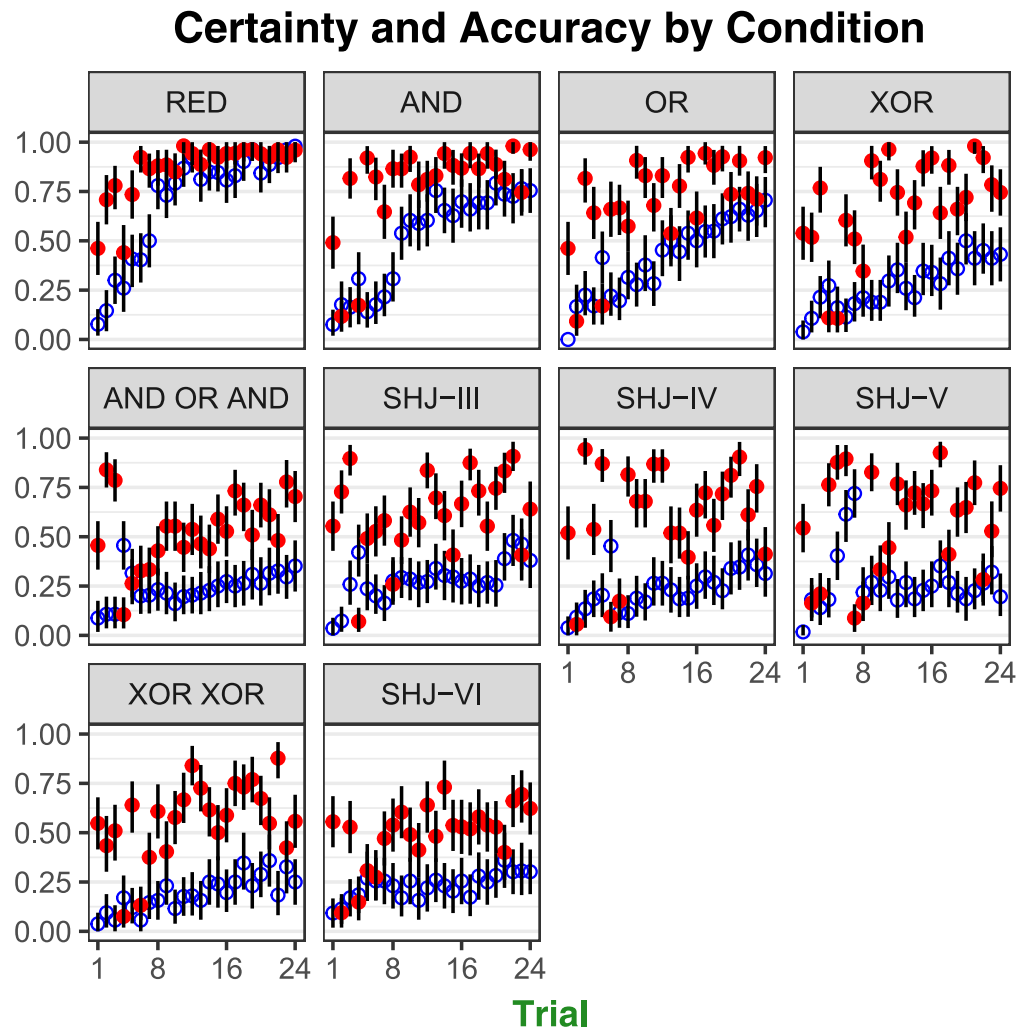 Certainty and Accuracy by Condition
RED AND OR XOR
1.00
0.75
0.50
0.25
0.00
AND OR AND SHJ−III SHJ−IV SHJ−V
1.00
0.75
0.50
0.25
0.00
1 8 16 24 1 8 16 24
XOR XOR SHJ−VI
1.00
0.75
0.50
0.25
0.00
1 8 16 24 1 8 16 24
Trial